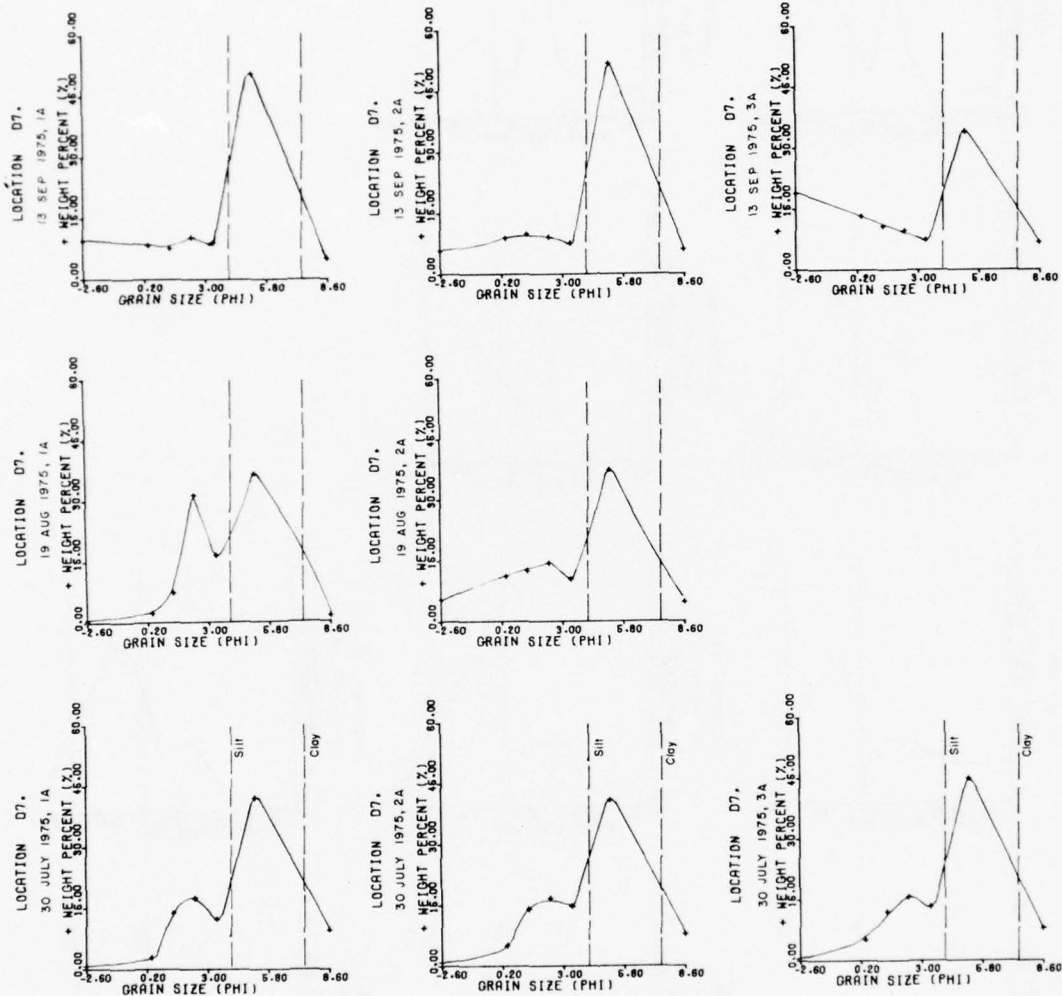 LOCATION D7.
13 SEP 1975, 1A
+ WEIGHT PERCENT (%)
0.00 15.00 30.00 45.00 60.00
-2.60 0.20 3.00 5.80 8.60
GRAIN SIZE (PHI)
LOCATION D7.
13 SEP 1975, 2A
+ WEIGHT PERCENT (%)
0.00 15.00 30.00 45.00 60.00
-2.60 0.20 3.00 5.80 8.60
GRAIN SIZE (PHI)
LOCATION D7.
13 SEP 1975, 3A
+ WEIGHT PERCENT (%)
0.00 15.00 30.00 45.00 60.00
-2.60 0.20 3.00 5.80 8.60
GRAIN SIZE (PHI)
LOCATION D7.
19 AUG 1975, 1A
+ WEIGHT PERCENT (%)
0.00 15.00 30.00 45.00 60.00
-2.60 0.20 3.00 5.80 8.60
GRAIN SIZE (PHI)
LOCATION D7.
19 AUG 1975, 2A
+ WEIGHT PERCENT (%)
0.00 15.00 30.00 45.00 60.00
-2.60 0.20 3.00 5.80 8.60
GRAIN SIZE (PHI)
LOCATION D7.
30 JULY 1975, 1A
+ WEIGHT PERCENT (%)
0.00 15.00 30.00 45.00 60.00
Silt
Clay
-2.60 0.20 3.00 5.80 8.60
GRAIN SIZE (PHI)
LOCATION D7.
30 JULY 1975, 2A
+ WEIGHT PERCENT (%)
0.00 15.00 30.00 45.00 60.00
Silt
Clay
-2.60 0.20 3.00 5.80 8.60
GRAIN SIZE (PHI)
LOCATION D7.
30 JULY 1975, 3A
+ WEIGHT PERCENT (%)
0.00 15.00 30.00 45.00 60.00
Silt
Clay
-2.60 0.20 3.00 5.80 8.60
GRAIN SIZE (PHI)